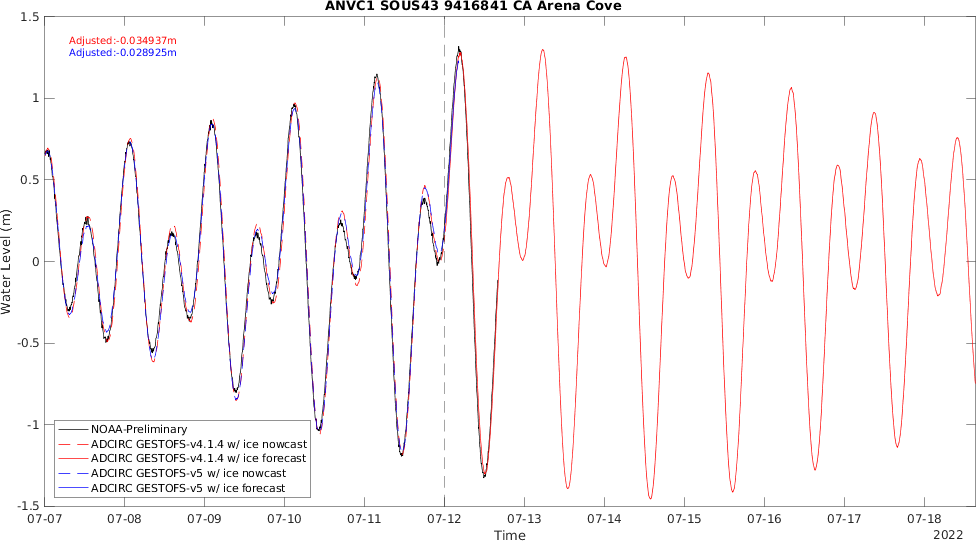 ANVC1 SOUS43 9416841 CA Arena Cove
Adjusted:-0.034937m
Adjusted:-0.028925m
1.5
1
0.5
0
-0.5
-1
-1.5
Water Level (m)
NOAA-Preliminary
ADCIRC GESTOFS-v4.1.4 w/ ice nowcast
ADCIRC GESTOFS-v4.1.4 w/ ice forecast
ADCIRC GESTOFS-v5 w/ ice nowcast
ADCIRC GESTOFS-v5 w/ ice forecast
07-07 07-08 07-09 07-10 07-11 07-12 07-13 07-14 07-15 07-16 07-17 07-18
Time
2022